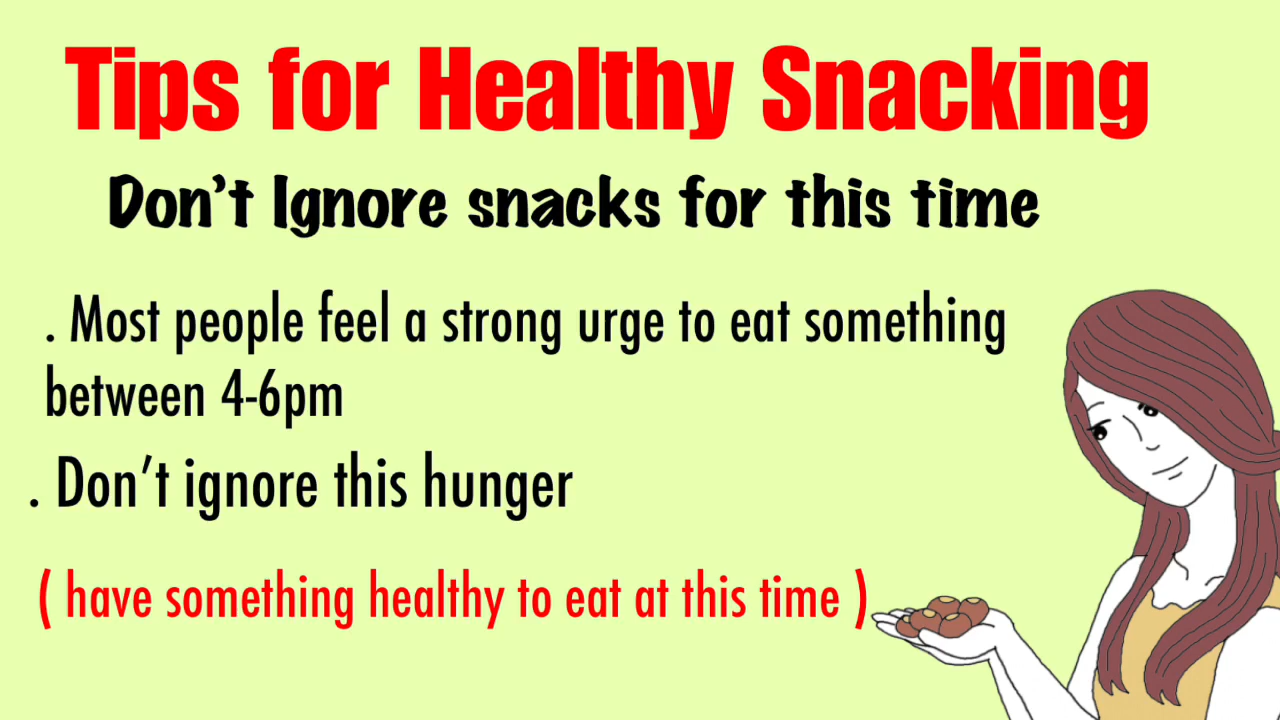 Tips for Healthy Snacking
Don't Ignore snacks for this time
. Most people feel a strong urge to eat something
between 4-6pm
. Don't ignore this hunger
( have something healthy to eat at this time )